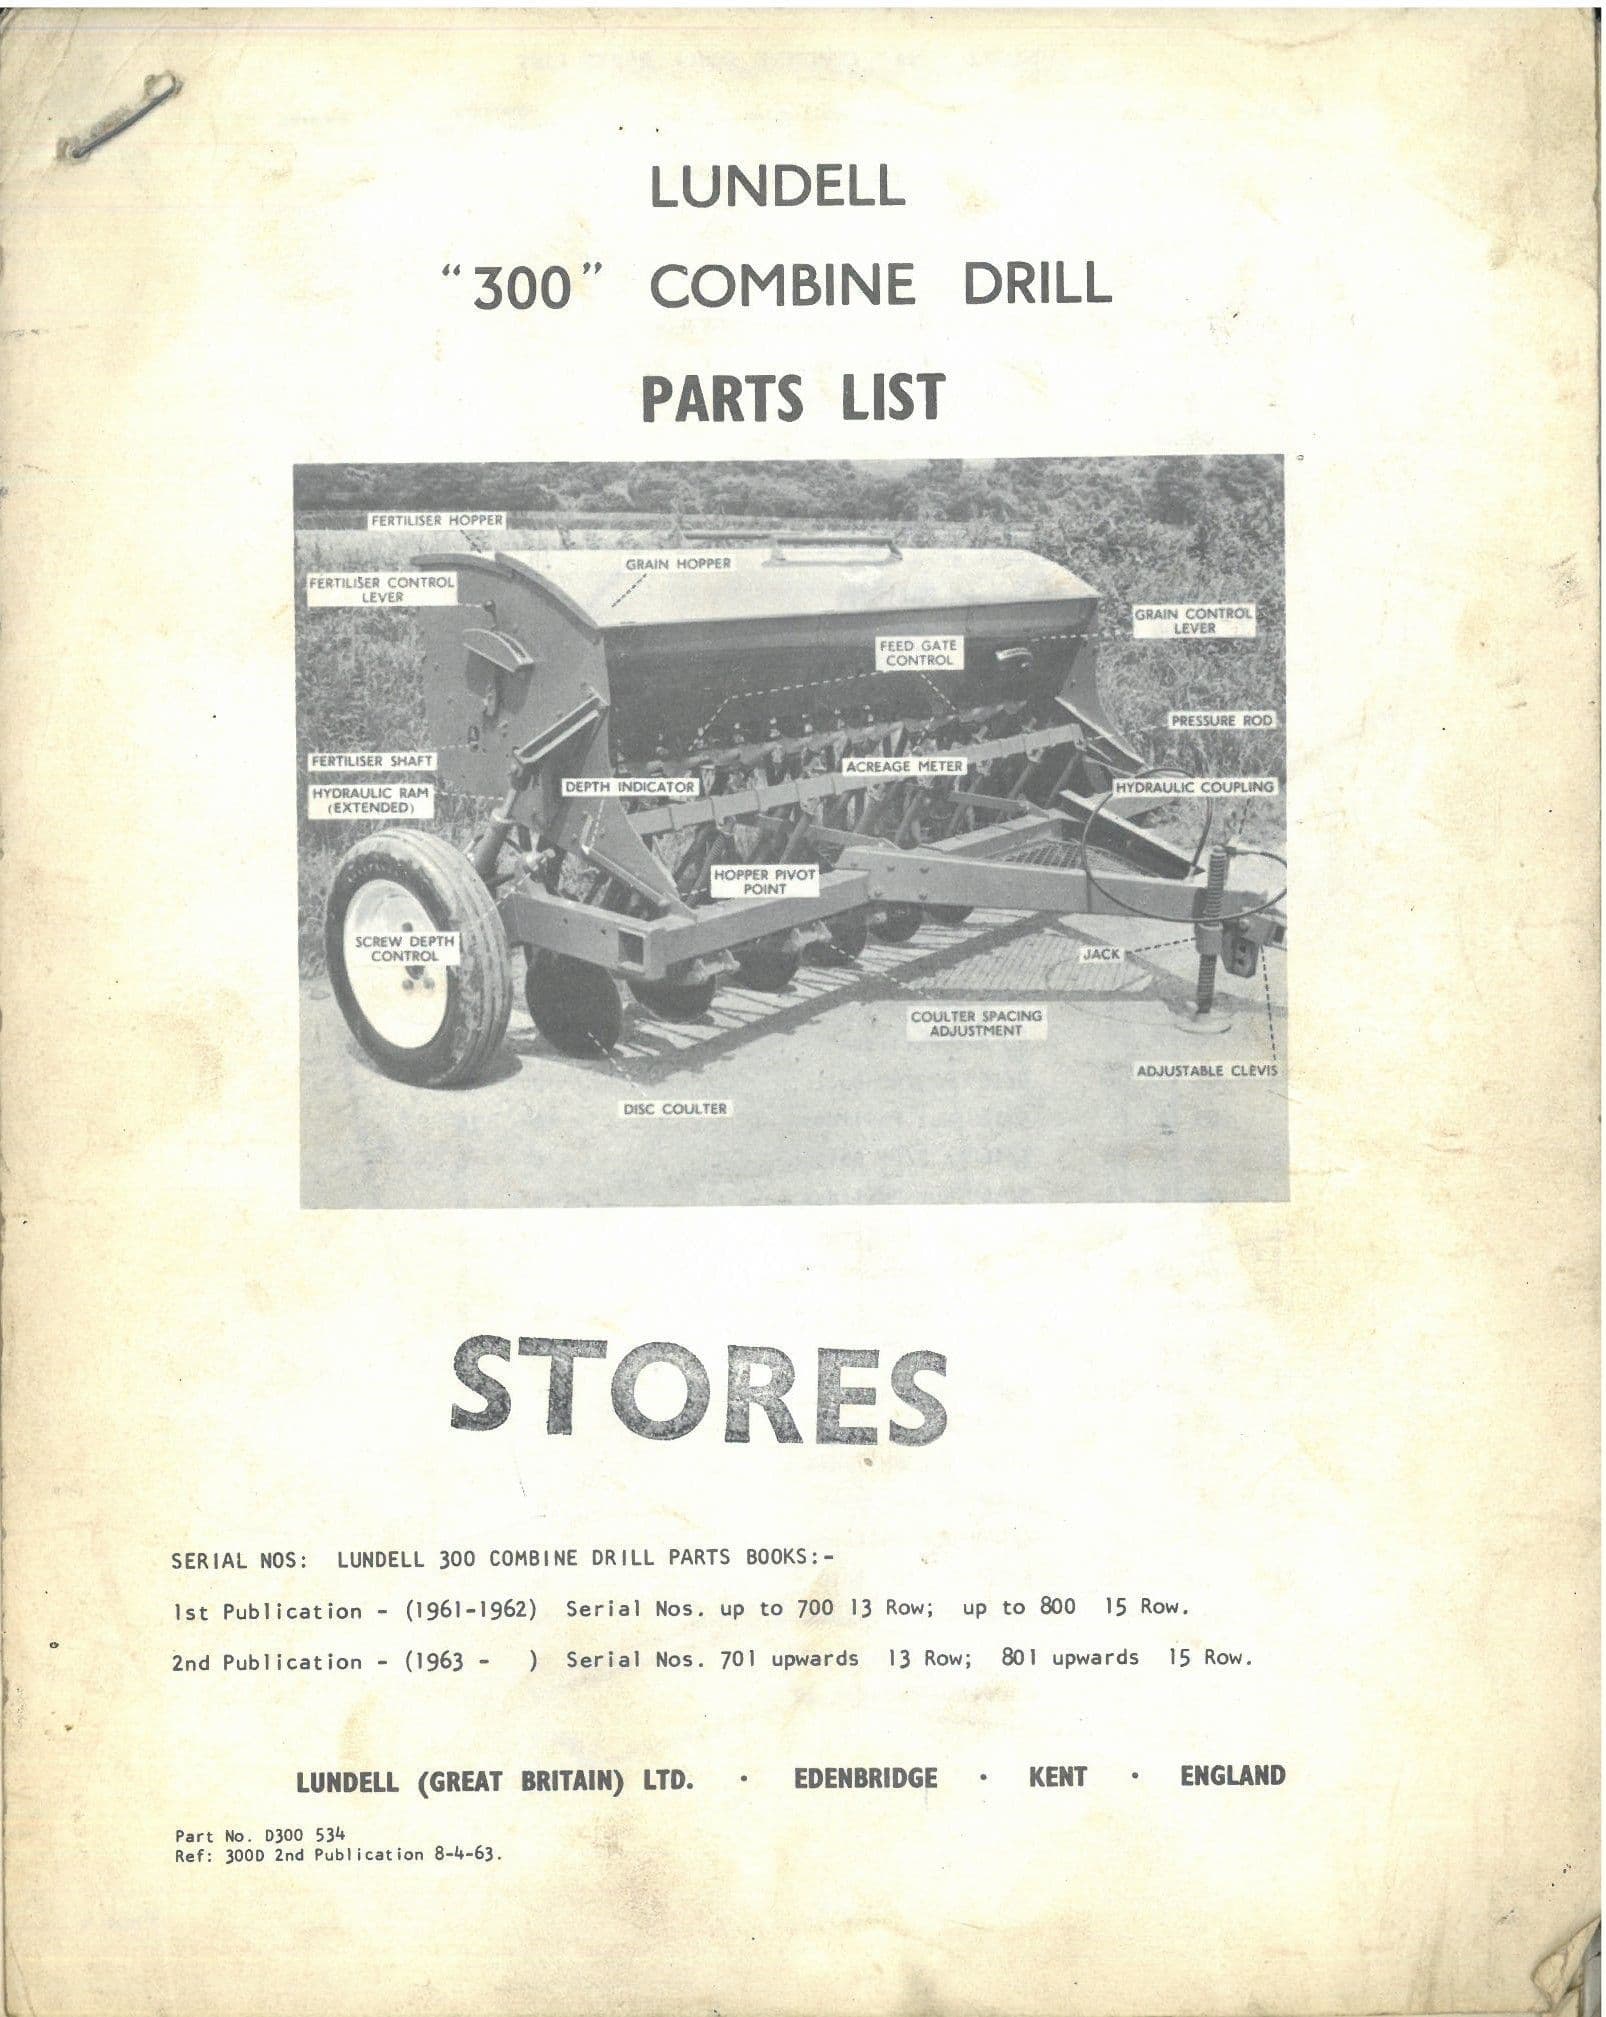 LUNDELL
“300” COMBINE DRILL
PARTS LIST
FERTILISER HOPPER
GRAIN HOPPER
FERTILISER CONTROL
LEVER
GRAIN CONTROL
LEVER
FEED GATE
CONTROL
PRESSURE ROD
FERTILISER SHAFT
ACREAGE METER
HYDRAULIC RAM
(EXTENDED)
DEPTH INDICATOR
HYDRAULIC COUPLING
HOPPER PIVOT
POINT
SCREW DEPTH
CONTROL
JACK
COULTER SPACING
ADJUSTMENT
ADJUSTABLE CLEVIS
DISC COULTER
STORES
SERIAL NOS: LUNDELL 300 COMBINE DRILL PARTS BOOKS:-
1st Publication - (1961-1962) Serial Nos. up to 700 13 Row; up to 800 15 Row.
2nd Publication - (1963 - ) Serial Nos. 701 upwards 13 Row; 801 upwards 15 Row.
LUNDELL (GREAT BRITAIN) LTD. · EDENBRIDGE · KENT · ENGLAND
Part No. D300 534
Ref: 300D 2nd Publication 8-4-63.